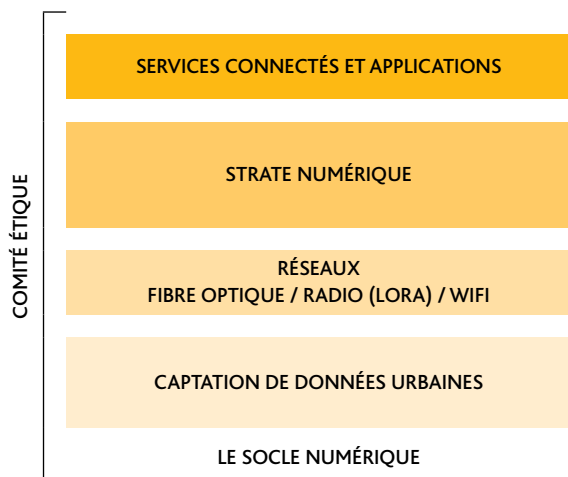 COMITÉ ÉTIQUE
SERVICES CONNECTÉS ET APPLICATIONS
STRATE NUMÉRIQUE
RÉSEAUX
FIBRE OPTIQUE / RADIO (LORA) / WIFI
CAPTATION DE DONNÉES URBAINES
LE SOCLE NUMÉRIQUE